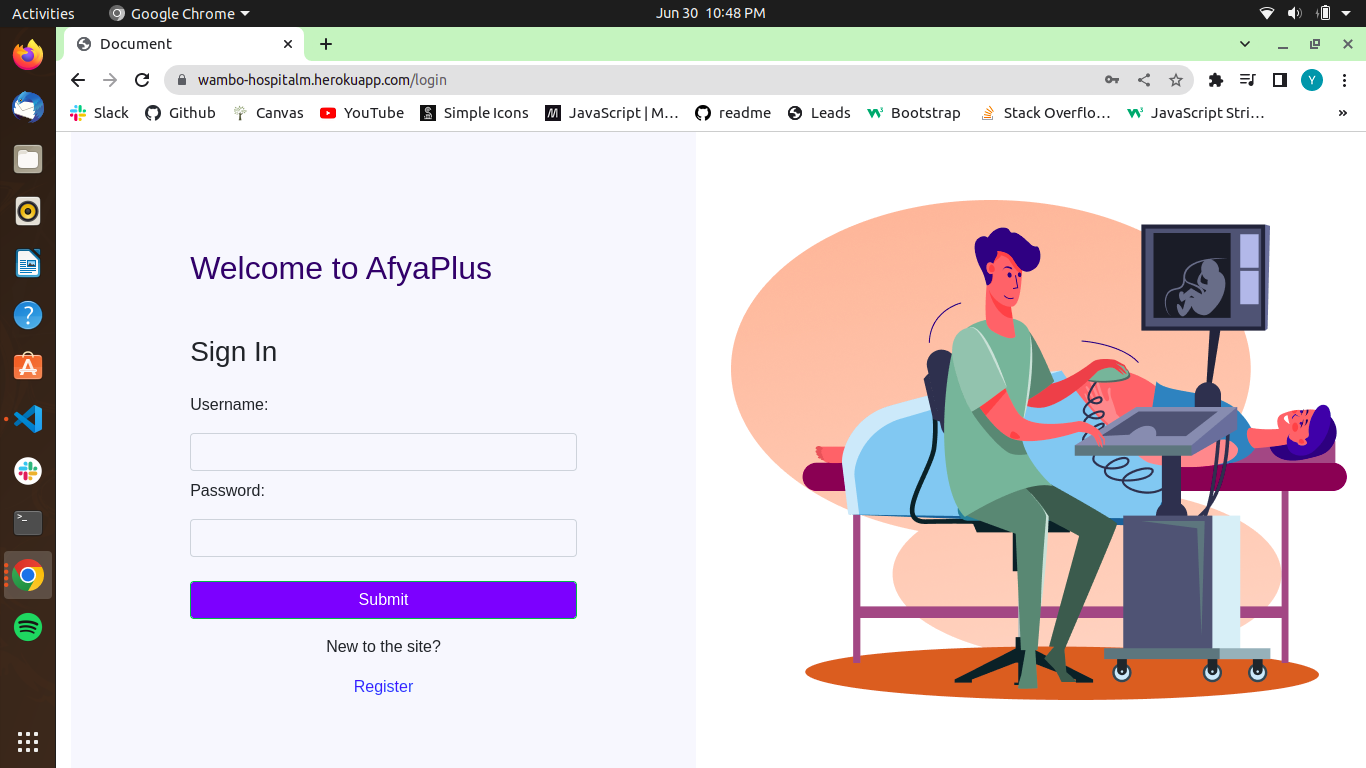 Activities
Google Chrome
Jun 30 10:48 PM
Document
wambo-hospitalm.herokuapp.com/login
Y
Slack
Github
Canvas
YouTube
Simple Icons
JavaScript | M…
readme
Leads
Bootstrap
Stack Overflo…
JavaScript Stri…
»
Welcome to AfyaPlus
Sign In
Username:
Password:
Submit
New to the site?
Register